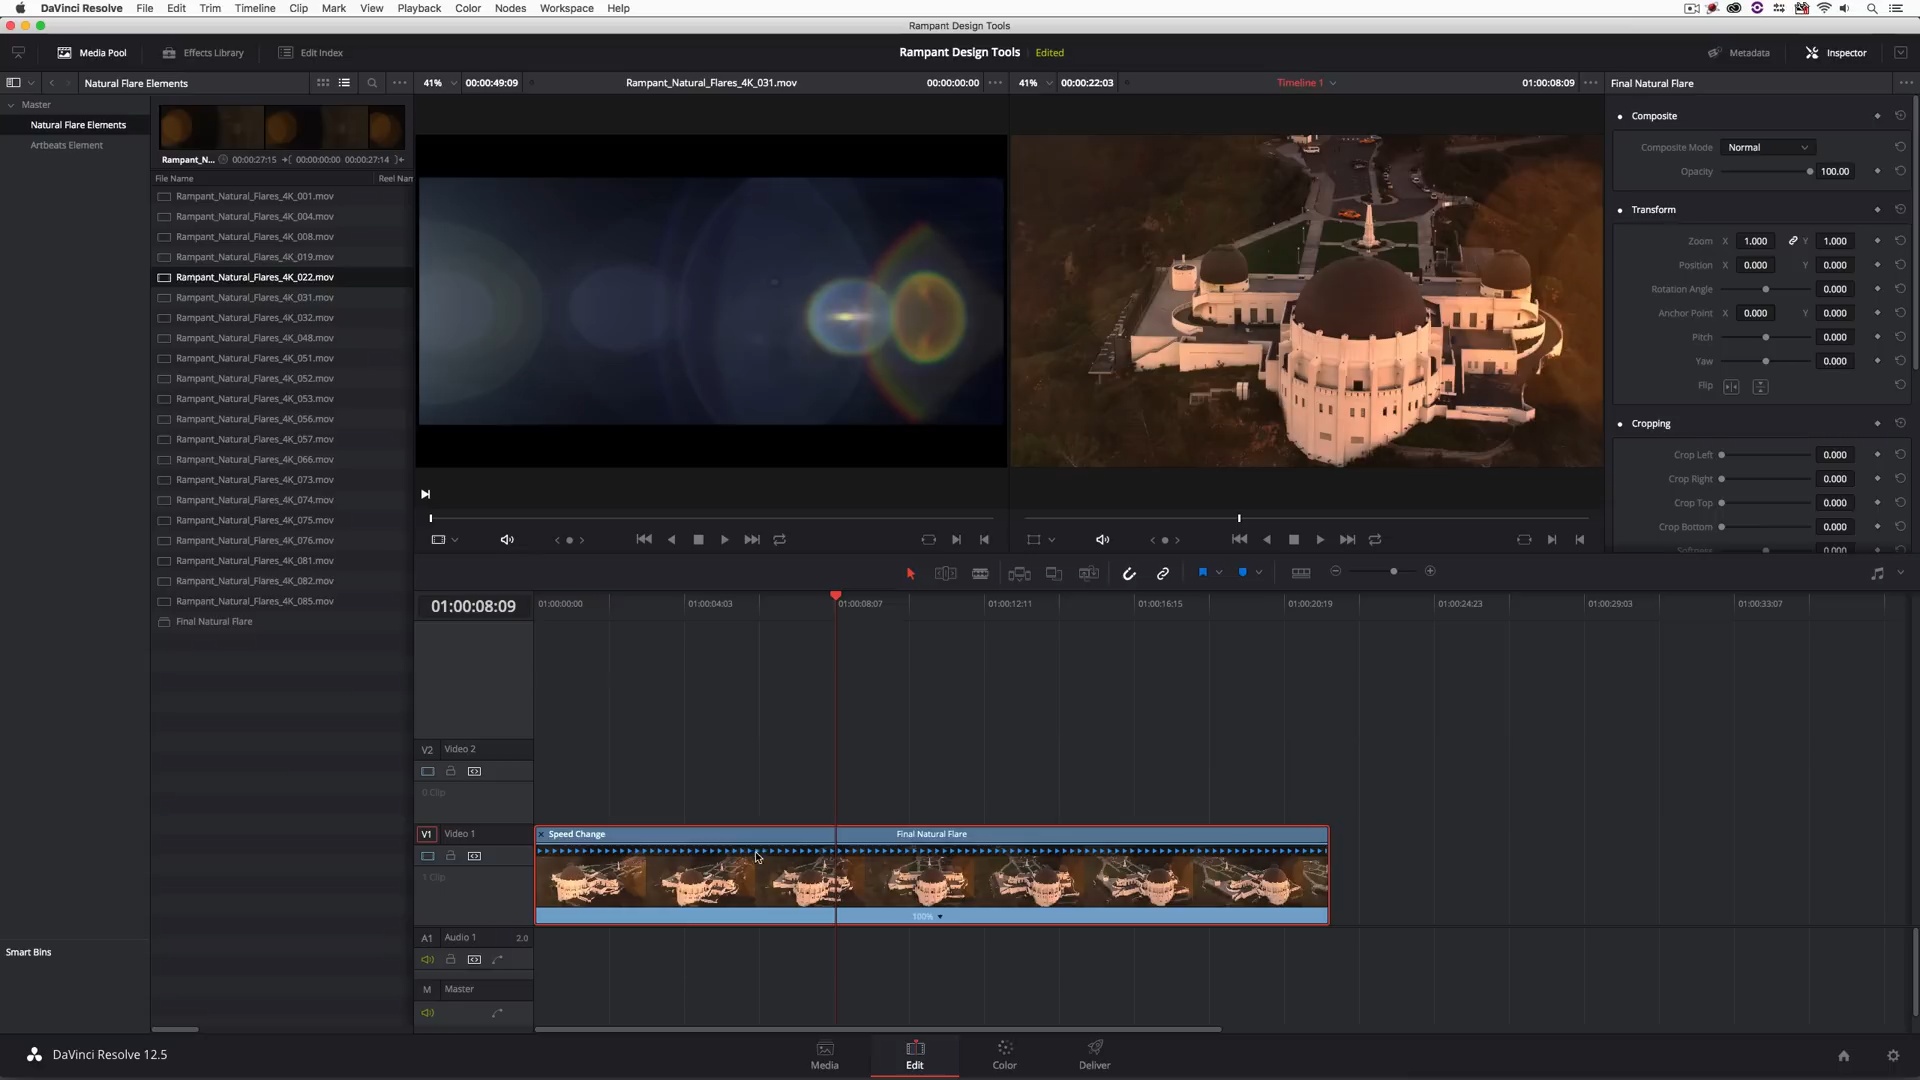 DaVinci Resolve File Edit Trim Timeline Clip Mark View Playback Color Nodes Workspace Help
Rampant Design Tools
Media Pool Effects Library Edit Index Rampant Design Tools Edited Metadata Inspector
Natural Flare Elements 41% 00:00:49:09 Rampant_Natural_Flares_4K_031.mov 00:00:00:00 41% 00:00:22:03 Timeline 1 01:00:08:09 Final Natural Flare
Master
Natural Flare Elements
Artbeats Element
Smart Bins
Rampant_N... 00:00:27:15 00:00:00:00 00:00:27:14
File Name Reel Nam
Rampant_Natural_Flares_4K_001.mov
Rampant_Natural_Flares_4K_004.mov
Rampant_Natural_Flares_4K_008.mov
Rampant_Natural_Flares_4K_019.mov
Rampant_Natural_Flares_4K_022.mov
Rampant_Natural_Flares_4K_031.mov
Rampant_Natural_Flares_4K_032.mov
Rampant_Natural_Flares_4K_048.mov
Rampant_Natural_Flares_4K_051.mov
Rampant_Natural_Flares_4K_052.mov
Rampant_Natural_Flares_4K_053.mov
Rampant_Natural_Flares_4K_056.mov
Rampant_Natural_Flares_4K_057.mov
Rampant_Natural_Flares_4K_066.mov
Rampant_Natural_Flares_4K_073.mov
Rampant_Natural_Flares_4K_074.mov
Rampant_Natural_Flares_4K_075.mov
Rampant_Natural_Flares_4K_076.mov
Rampant_Natural_Flares_4K_081.mov
Rampant_Natural_Flares_4K_082.mov
Rampant_Natural_Flares_4K_085.mov
Final Natural Flare
Composite
Composite Mode Normal
Opacity 100.00
Transform
Zoom X 1.000 Y 1.000
Position X 0.000 Y 0.000
Rotation Angle 0.000
Anchor Point X 0.000 Y 0.000
Pitch 0.000
Yaw 0.000
Flip
Cropping
Crop Left 0.000
Crop Right 0.000
Crop Top 0.000
Crop Bottom 0.000
Softness 0.000
01:00:08:09 01:00:00:00 01:00:04:03 01:00:08:07 01:00:12:11 01:00:16:15 01:00:20:19 01:00:24:23 01:00:29:03 01:00:33:07
V2 Video 2
0 Clip
V1 Video 1 Speed Change Final Natural Flare
1 Clip
100%
A1 Audio 1 2.0
M Master
DaVinci Resolve 12.5 Media Edit Color Deliver